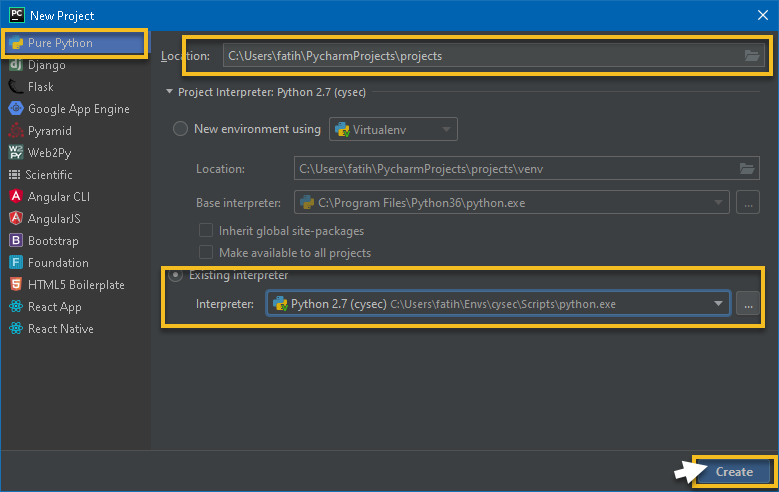 PC New Project
Pure Python
dj Django
Flask
Google App Engine
Pyramid
W2 PY Web2Py
Scientific
A Angular CLI
A AngularJS
B Bootstrap
F Foundation
5 HTML5 Boilerplate
React App
React Native
Location: C:\Users\fatih\PycharmProjects\projects
Project Interpreter: Python 2.7 (cysec)
New environment using Virtualenv
Location: C:\Users\fatih\PycharmProjects\projects\venv
Base interpreter: C:\Program Files\Python36\python.exe ...
Inherit global site-packages
Make available to all projects
Existing interpreter
Interpreter: Python 2.7 (cysec) C:\Users\fatih\Envs\cysec\Scripts\python.exe ...
Create